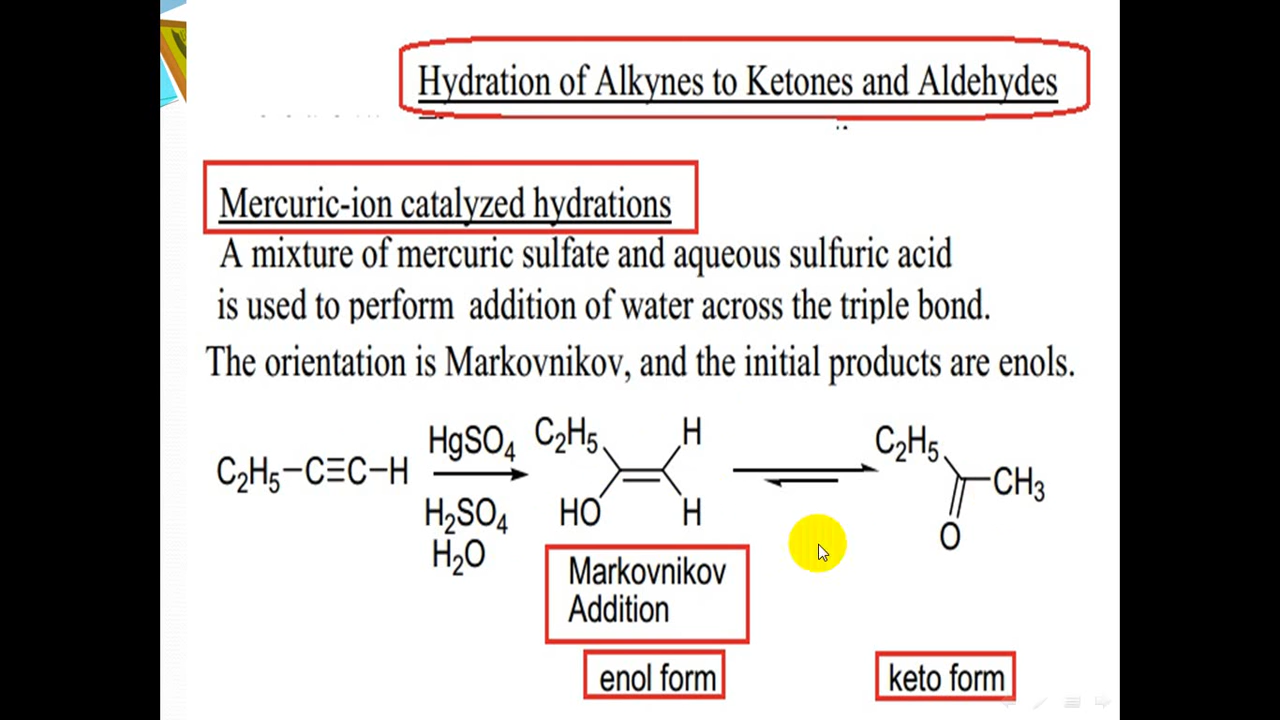 Hydration of Alkynes to Ketones and Aldehydes
Mercuric-ion catalyzed hydrations
A mixture of mercuric sulfate and aqueous sulfuric acid
is used to perform addition of water across the triple bond.
The orientation is Markovnikov, and the initial products are enols.
C₂H₅−C≡C−H
HgSO₄
H₂SO₄
H₂O
C₂H₅ H
HO H
C₂H₅
CH₃
O
Markovnikov
Addition
enol form
keto form